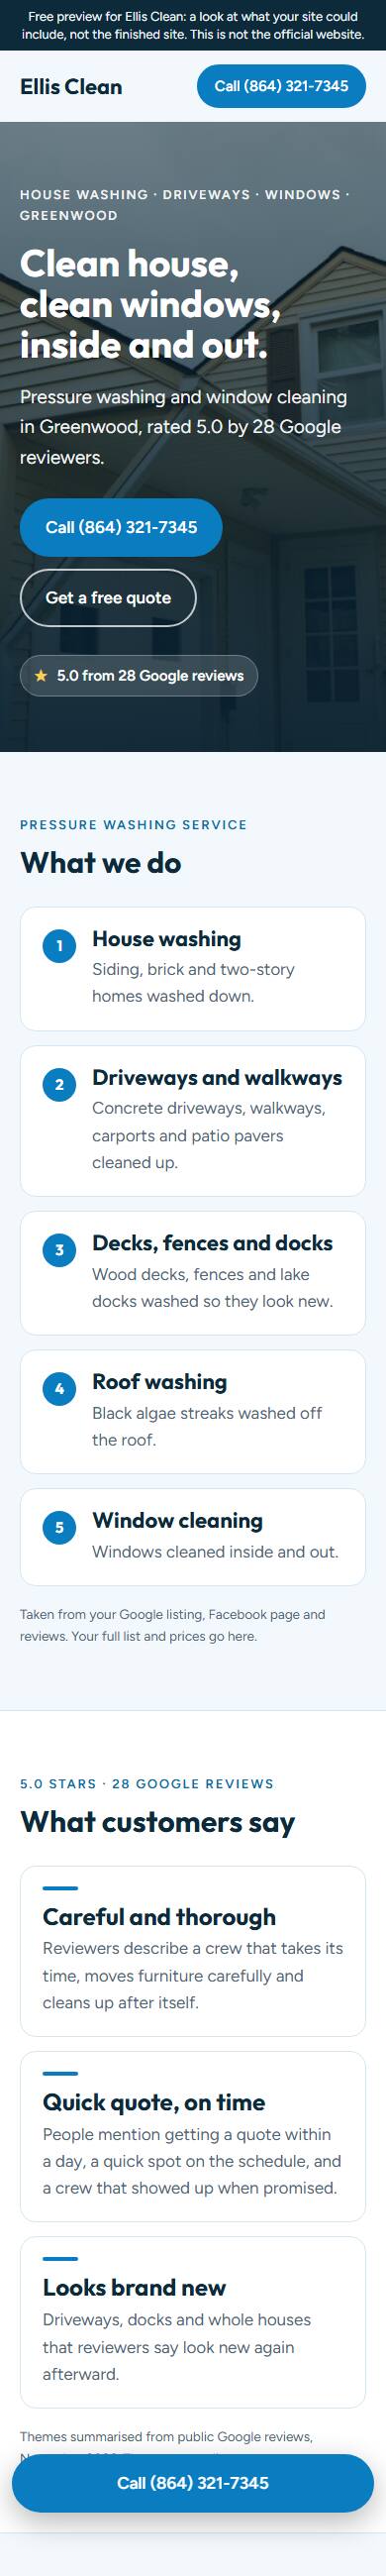 Free preview for Ellis Clean: a look at what your site could
include, not the finished site. This is not the official website.
Ellis Clean
Call (864) 321-7345
HOUSE WASHING · DRIVEWAYS · WINDOWS ·
GREENWOOD
Clean house,
clean windows,
inside and out.
Pressure washing and window cleaning
in Greenwood, rated 5.0 by 28 Google
reviewers.
Call (864) 321-7345
Get a free quote
★ 5.0 from 28 Google reviews
PRESSURE WASHING SERVICE
What we do
1
House washing
Siding, brick and two-story
homes washed down.
2
Driveways and walkways
Concrete driveways, walkways,
carports and patio pavers
cleaned up.
3
Decks, fences and docks
Wood decks, fences and lake
docks washed so they look new.
4
Roof washing
Black algae streaks washed off
the roof.
5
Window cleaning
Windows cleaned inside and out.
Taken from your Google listing, Facebook page and
reviews. Your full list and prices go here.
5.0 STARS · 28 GOOGLE REVIEWS
What customers say
Careful and thorough
Reviewers describe a crew that takes its
time, moves furniture carefully and
cleans up after itself.
Quick quote, on time
People mention getting a quote within
a day, a quick spot on the schedule, and
a crew that showed up when promised.
Looks brand new
Driveways, docks and whole houses
that reviewers say look new again
afterward.
Themes summarised from public Google reviews,
Call (864) 321-7345